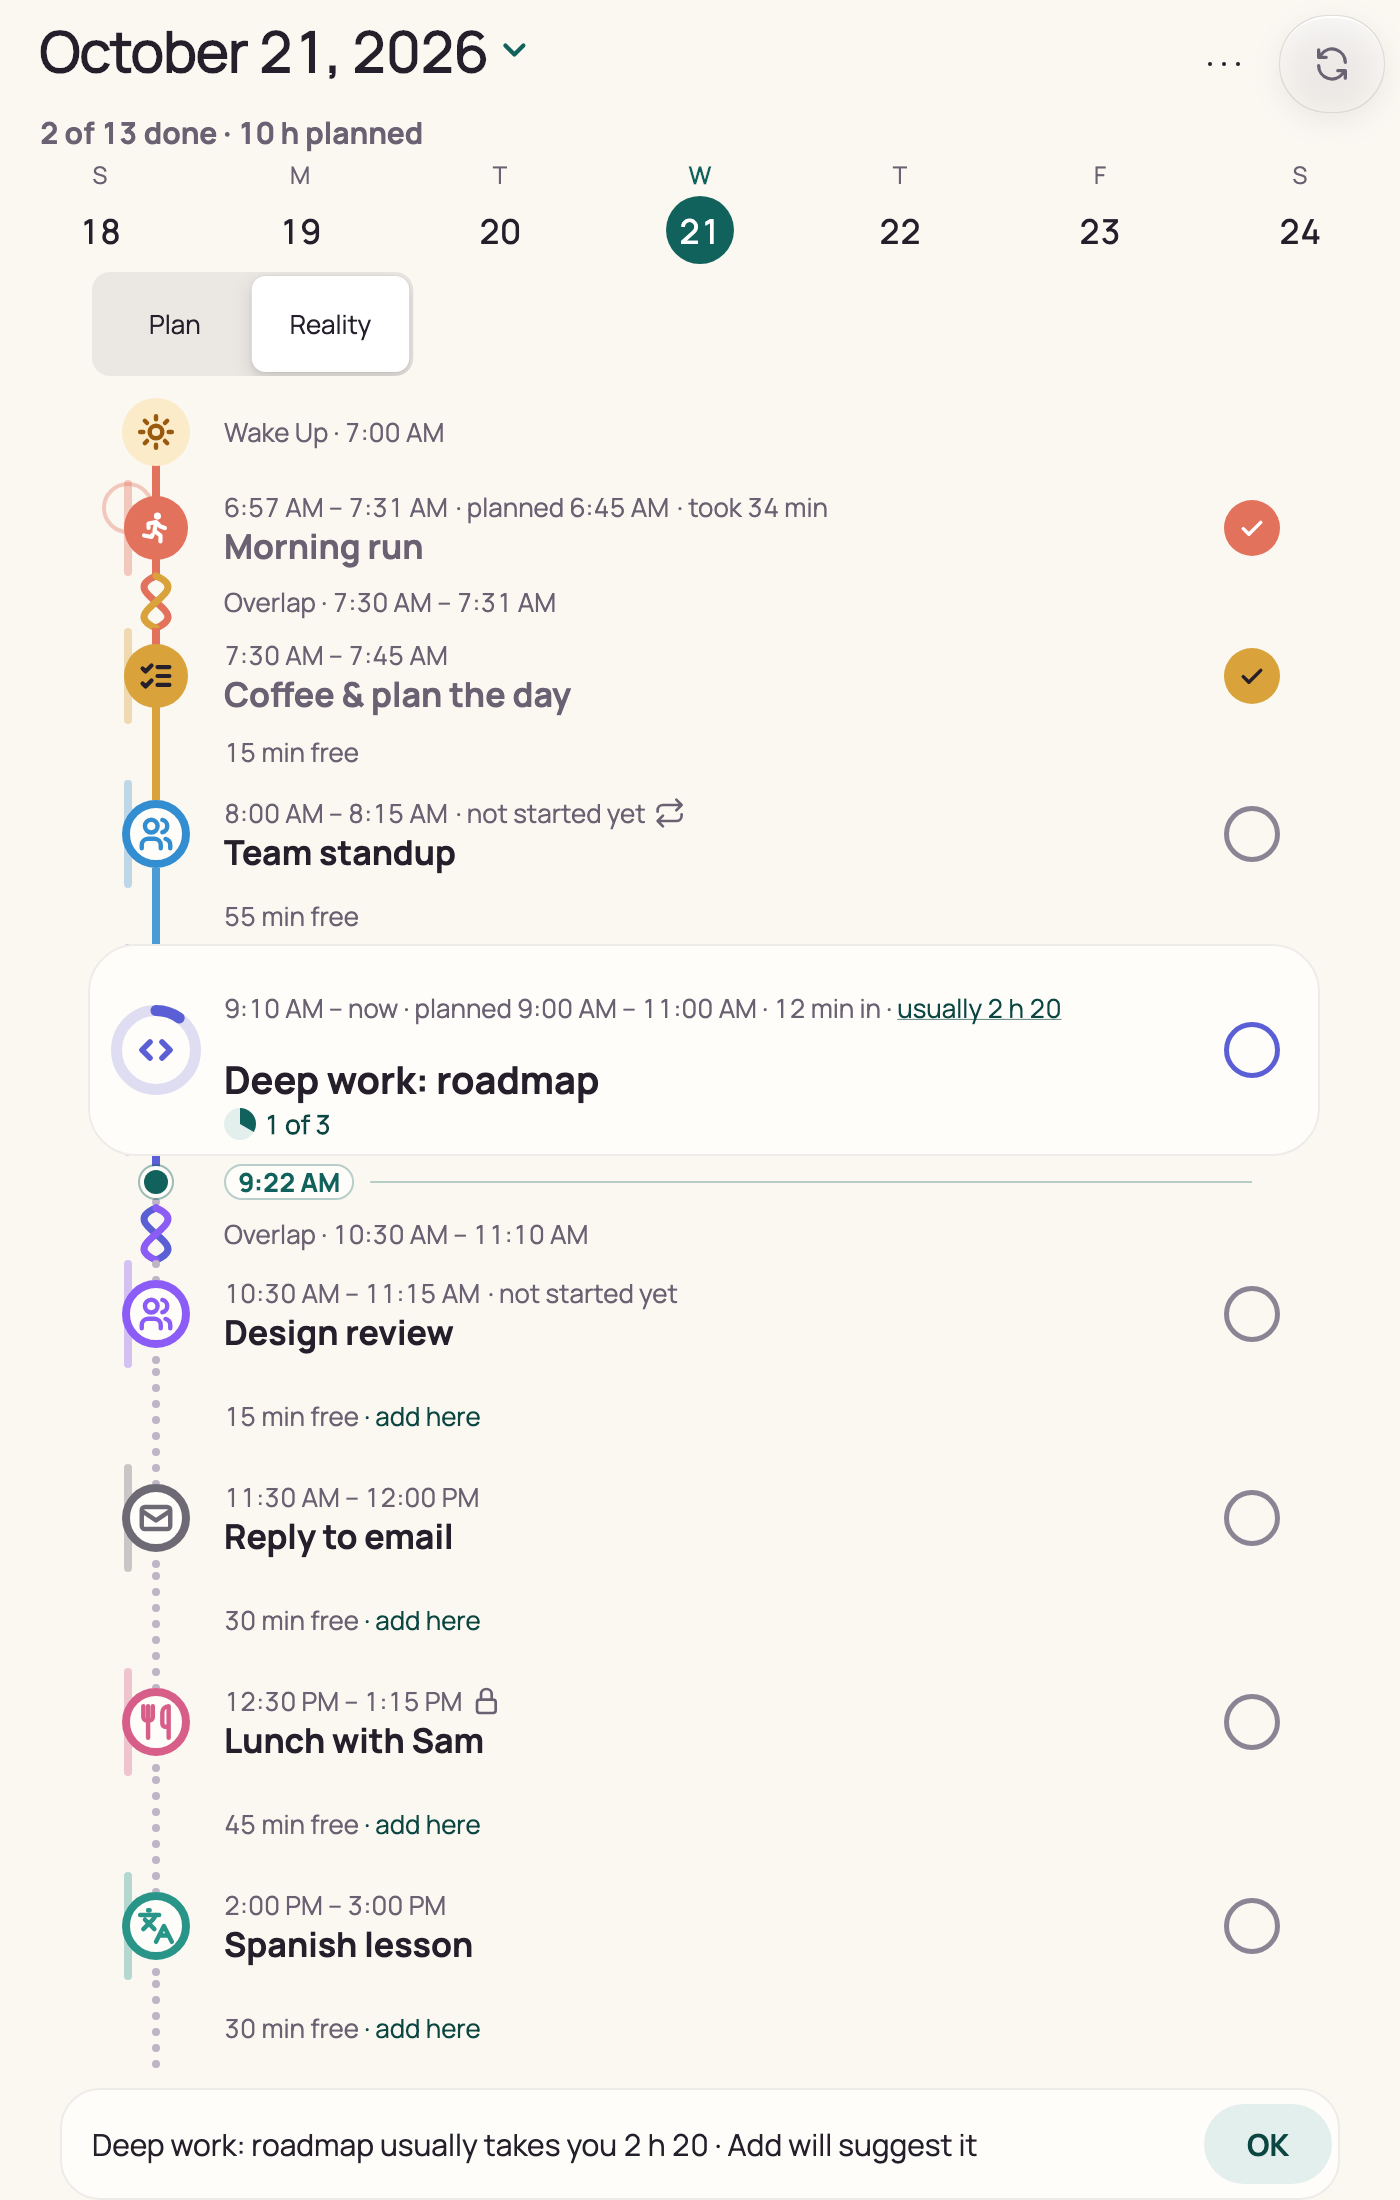 October 21, 2026
...
2 of 13 done · 10 h planned
S M T W T F S
18 19 20 21 22 23 24
Plan Reality
Wake Up · 7:00 AM
6:57 AM – 7:31 AM · planned 6:45 AM · took 34 min
Morning run
Overlap · 7:30 AM – 7:31 AM
7:30 AM – 7:45 AM
Coffee & plan the day
15 min free
8:00 AM – 8:15 AM · not started yet
Team standup
55 min free
9:10 AM – now · planned 9:00 AM – 11:00 AM · 12 min in · usually 2 h 20
Deep work: roadmap
1 of 3
9:22 AM
Overlap · 10:30 AM – 11:10 AM
10:30 AM – 11:15 AM · not started yet
Design review
15 min free · add here
11:30 AM – 12:00 PM
Reply to email
30 min free · add here
12:30 PM – 1:15 PM
Lunch with Sam
45 min free · add here
2:00 PM – 3:00 PM
Spanish lesson
30 min free · add here
Deep work: roadmap usually takes you 2 h 20 · Add will suggest it
OK